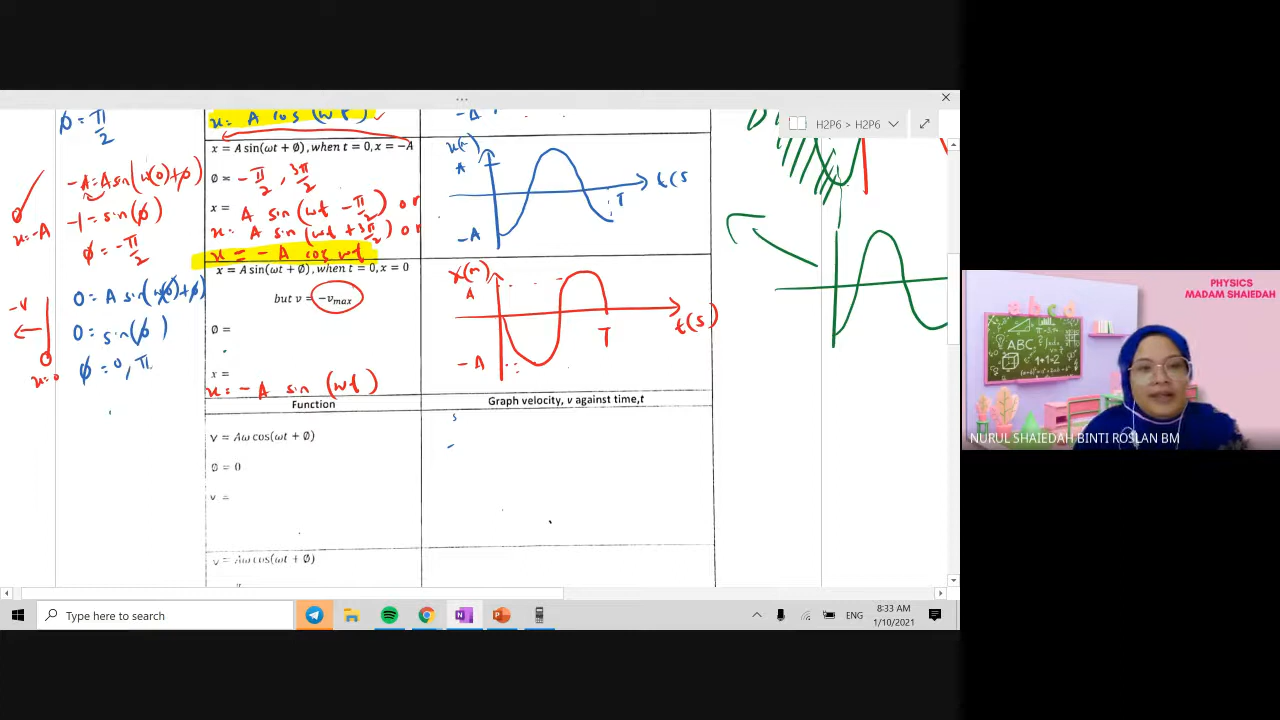 H2P6 > H2P6
ϕ = π/2
x = A cos (ωt) ✓
-A
x = A sin(ωt + Ø), when t = 0, x = −A
Ø = -π/2 , 3π/2
x =
A sin (ωt - π/2) or
x = A sin (ωt + 3π/2) or
x = - A cos ωt
-A = A sin(ω(0)+ϕ)
-1 = sin(ϕ)
ϕ = -π/2
x = -A
A
-A
T
t(s
x = A sin(ωt + Ø), when t = 0, x = 0
but v = −vmax
Ø =
x =
x = - A sin (ωt)
0 = A sin(ω(0)+ϕ)
0 = sin(ϕ)
ϕ = 0, π
-v
x=0
x(m)
A
-A
T
t(s)
Function
Graph velocity, v against time,t
v = Aω cos(ωt + Ø)
Ø = 0
v =
v = Aω cos(ωt + Ø)
PHYSICS
MADAM SHAIEDAH
ABC
NURUL SHAIEDAH BINTI ROSLAN BM
Type here to search
ENG
8:33 AM
1/10/2021